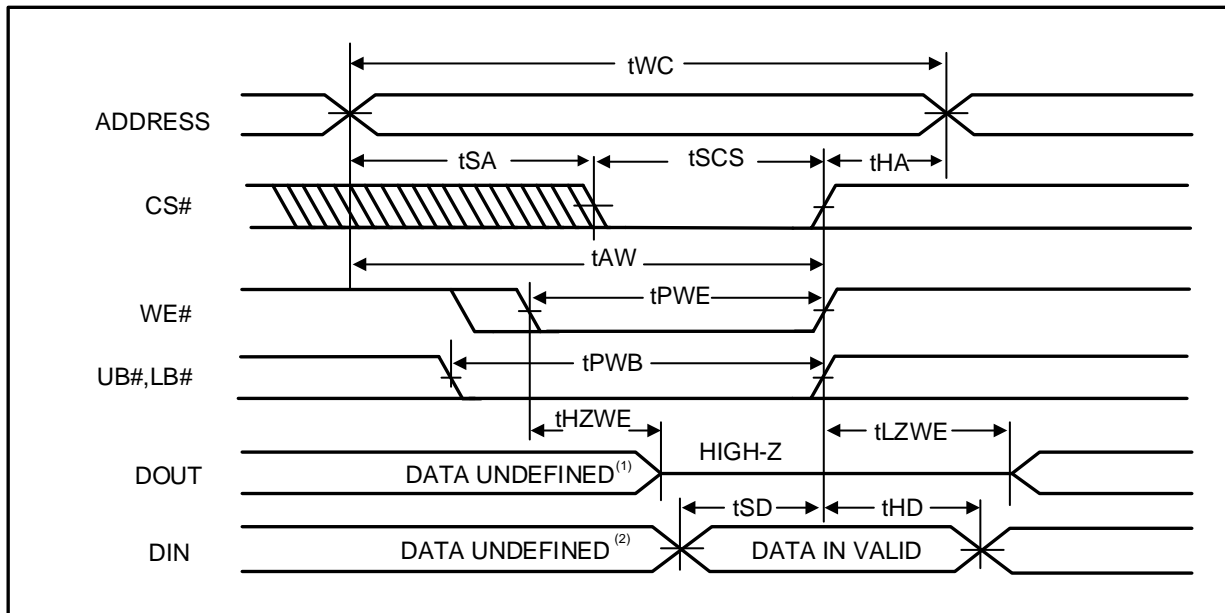 tWC
ADDRESS
tSA
tSCS
tHA
CS#
tAW
WE#
tPWE
UB#,LB#
tPWB
tHZWE
tLZWE
DOUT
DATA UNDEFINED(1)
HIGH-Z
tSD
tHD
DIN
DATA UNDEFINED(2)
DATA IN VALID